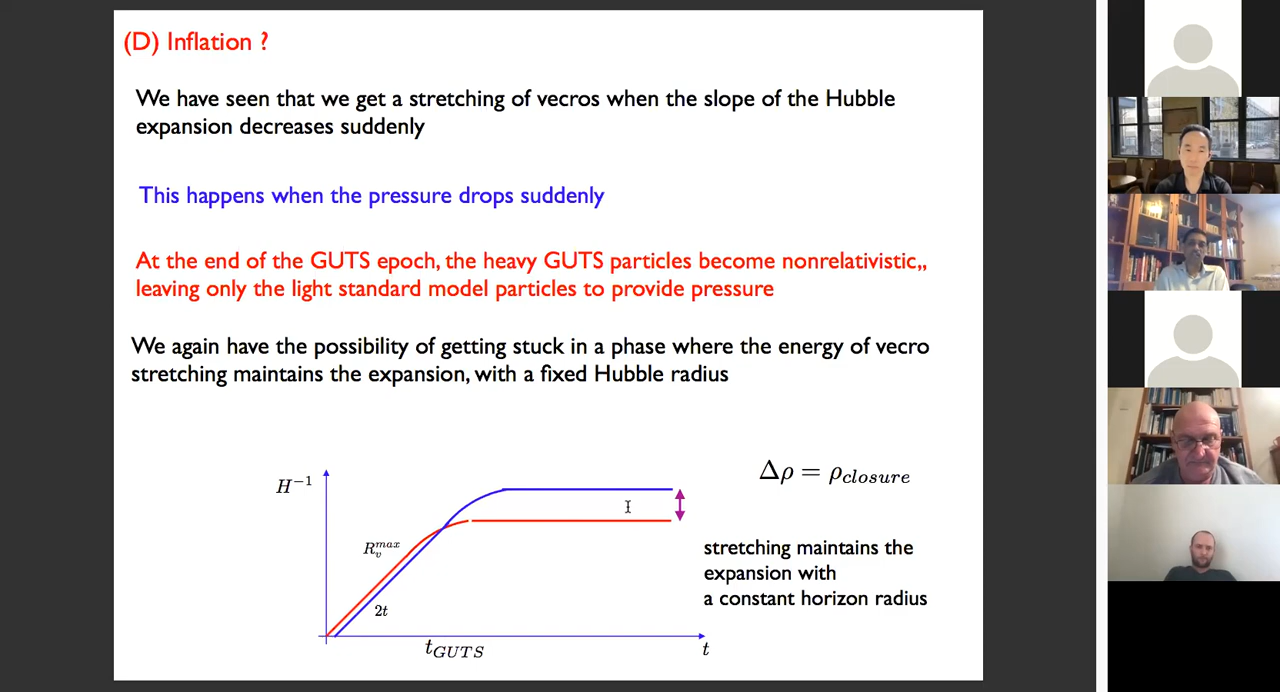 (D) Inflation ?
We have seen that we get a stretching of vecros when the slope of the Hubble
expansion decreases suddenly
This happens when the pressure drops suddenly
At the end of the GUTS epoch, the heavy GUTS particles become nonrelativistic,,
leaving only the light standard model particles to provide pressure
We again have the possibility of getting stuck in a phase where the energy of vecro
stretching maintains the expansion, with a fixed Hubble radius
H⁻¹
Δρ = ρ_closure
R_v^max
2t
stretching maintains the
expansion with
a constant horizon radius
t_GUTS
t